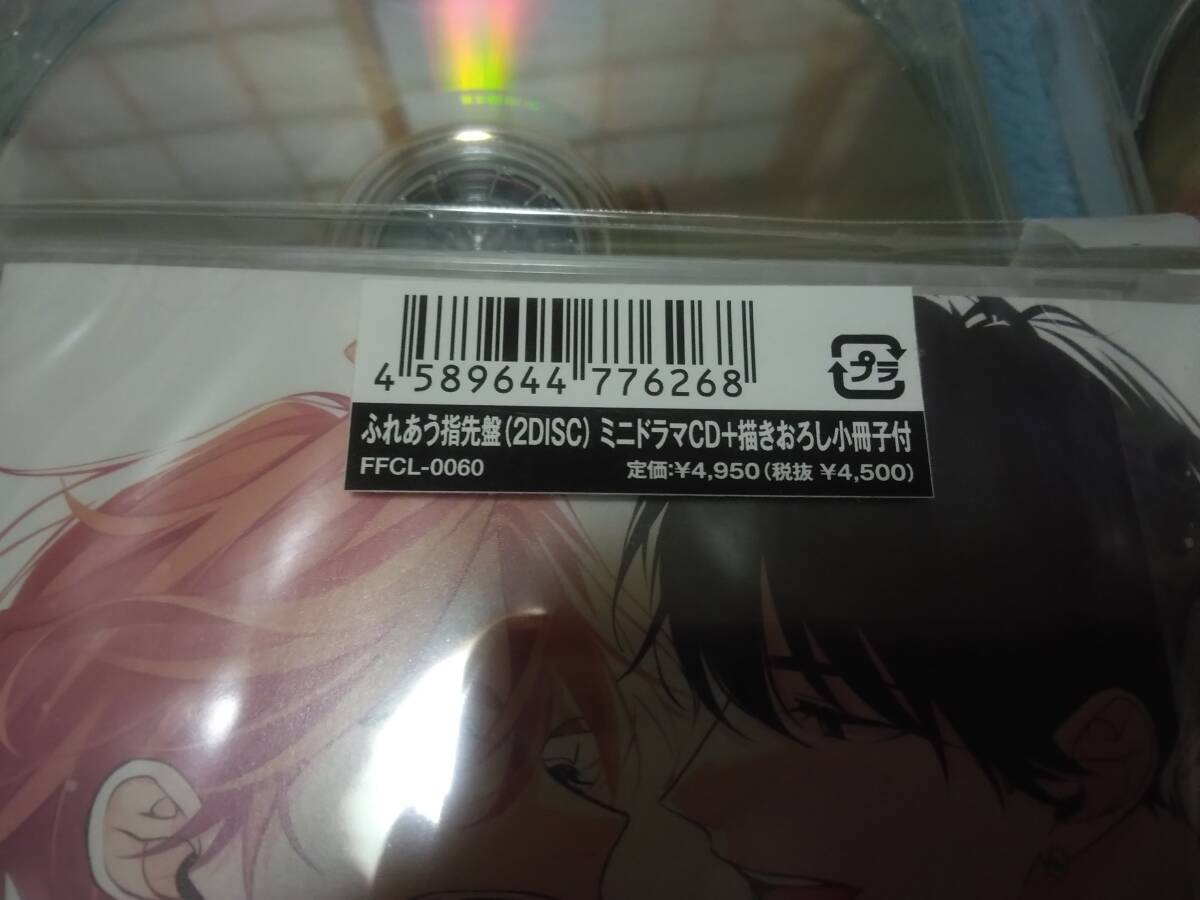 4 589644 776268
プラ
ふれあう指先盤(2DISC) ミニドラマCD+描きおろし小冊子付
FFCL-0060 定価:¥4,950(税抜 ¥4,500)